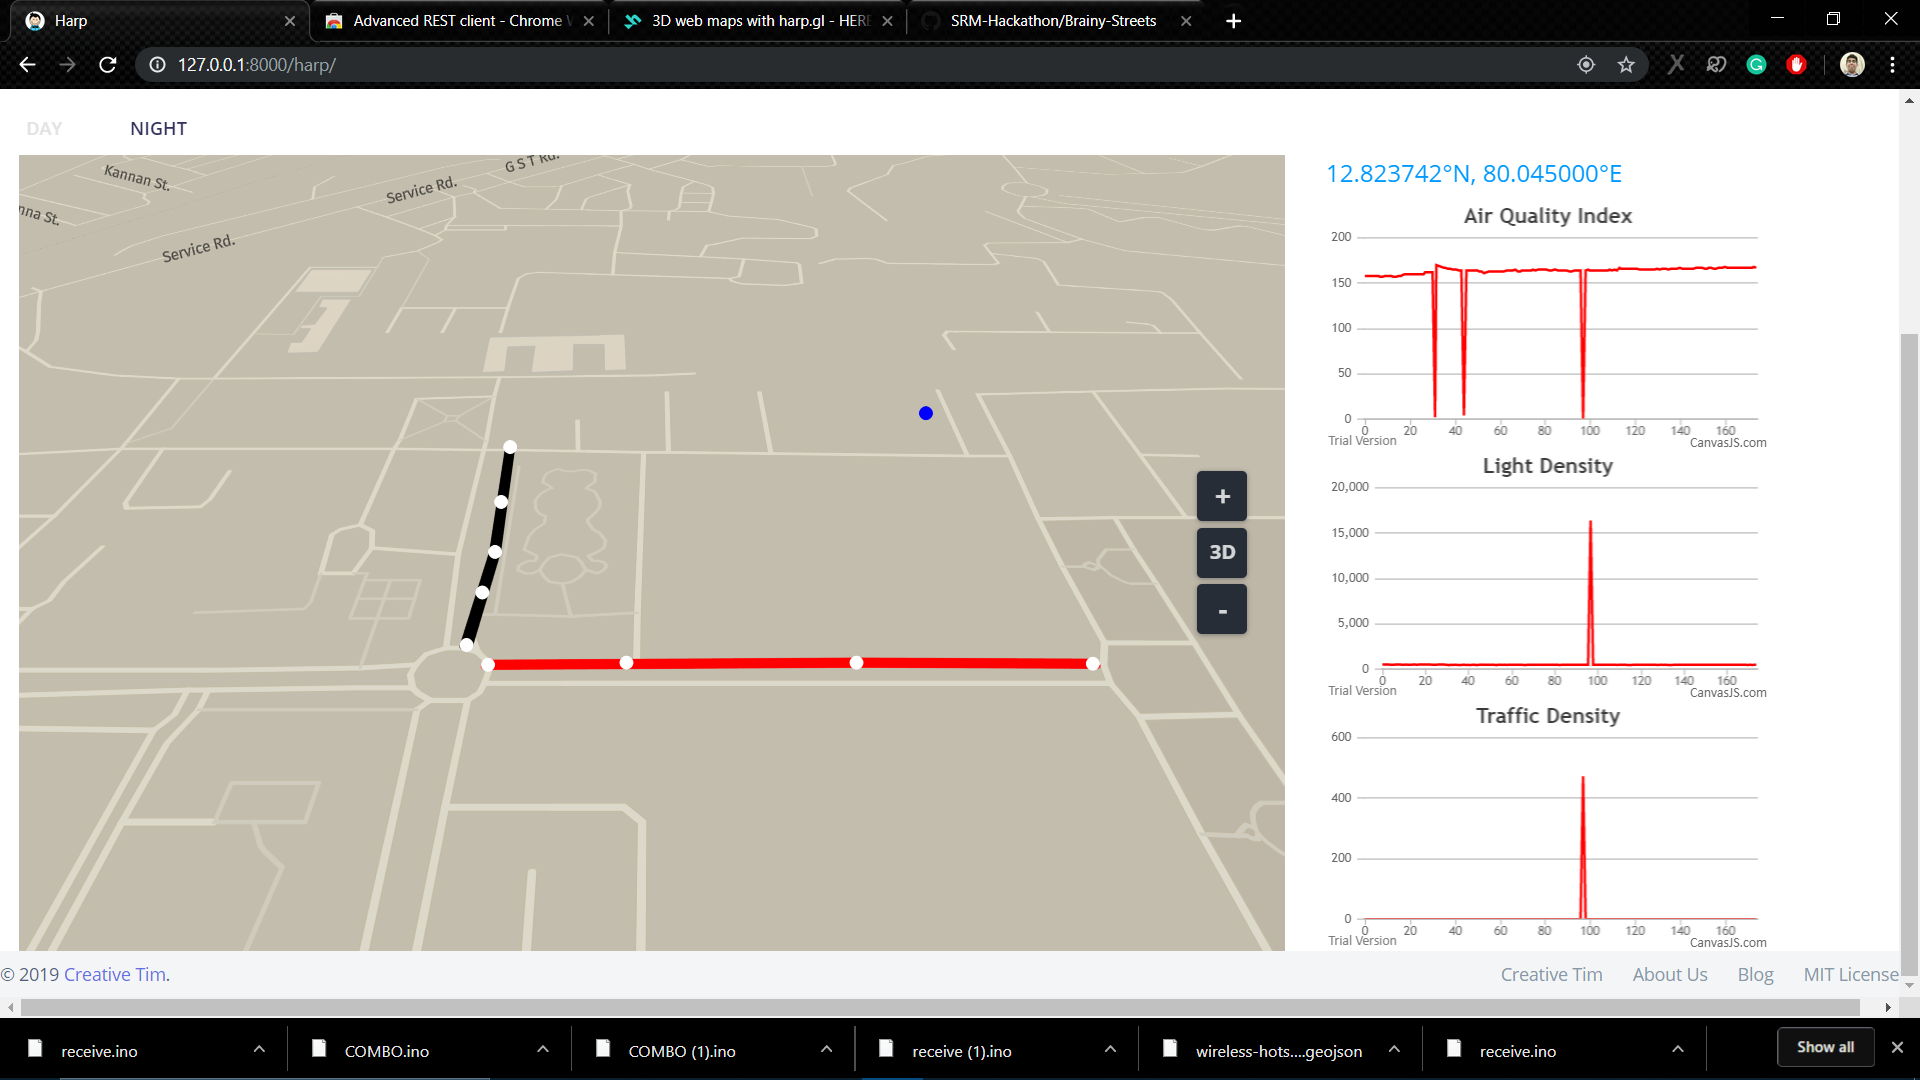 Harp
Advanced REST client - Chrome
3D web maps with harp.gl - HERE
SRM-Hackathon/Brainy-Streets
127.0.0.1:8000/harp/
DAY
NIGHT
Kannan St.
Service Rd.
G S T Rd.
nna St.
Service Rd.
+
3D
-
12.823742°N, 80.045000°E
Air Quality Index
200
150
100
50
0
0 20 40 60 80 100 120 140 160
Trial Version
CanvasJS.com
Light Density
20,000
15,000
10,000
5,000
0
0 20 40 60 80 100 120 140 160
Trial Version
CanvasJS.com
Traffic Density
600
400
200
0
0 20 40 60 80 100 120 140 160
Trial Version
CanvasJS.com
© 2019 Creative Tim.
Creative Tim About Us Blog MIT License
receive.ino
COMBO.ino
COMBO (1).ino
receive (1).ino
wireless-hots....geojson
receive.ino
Show all